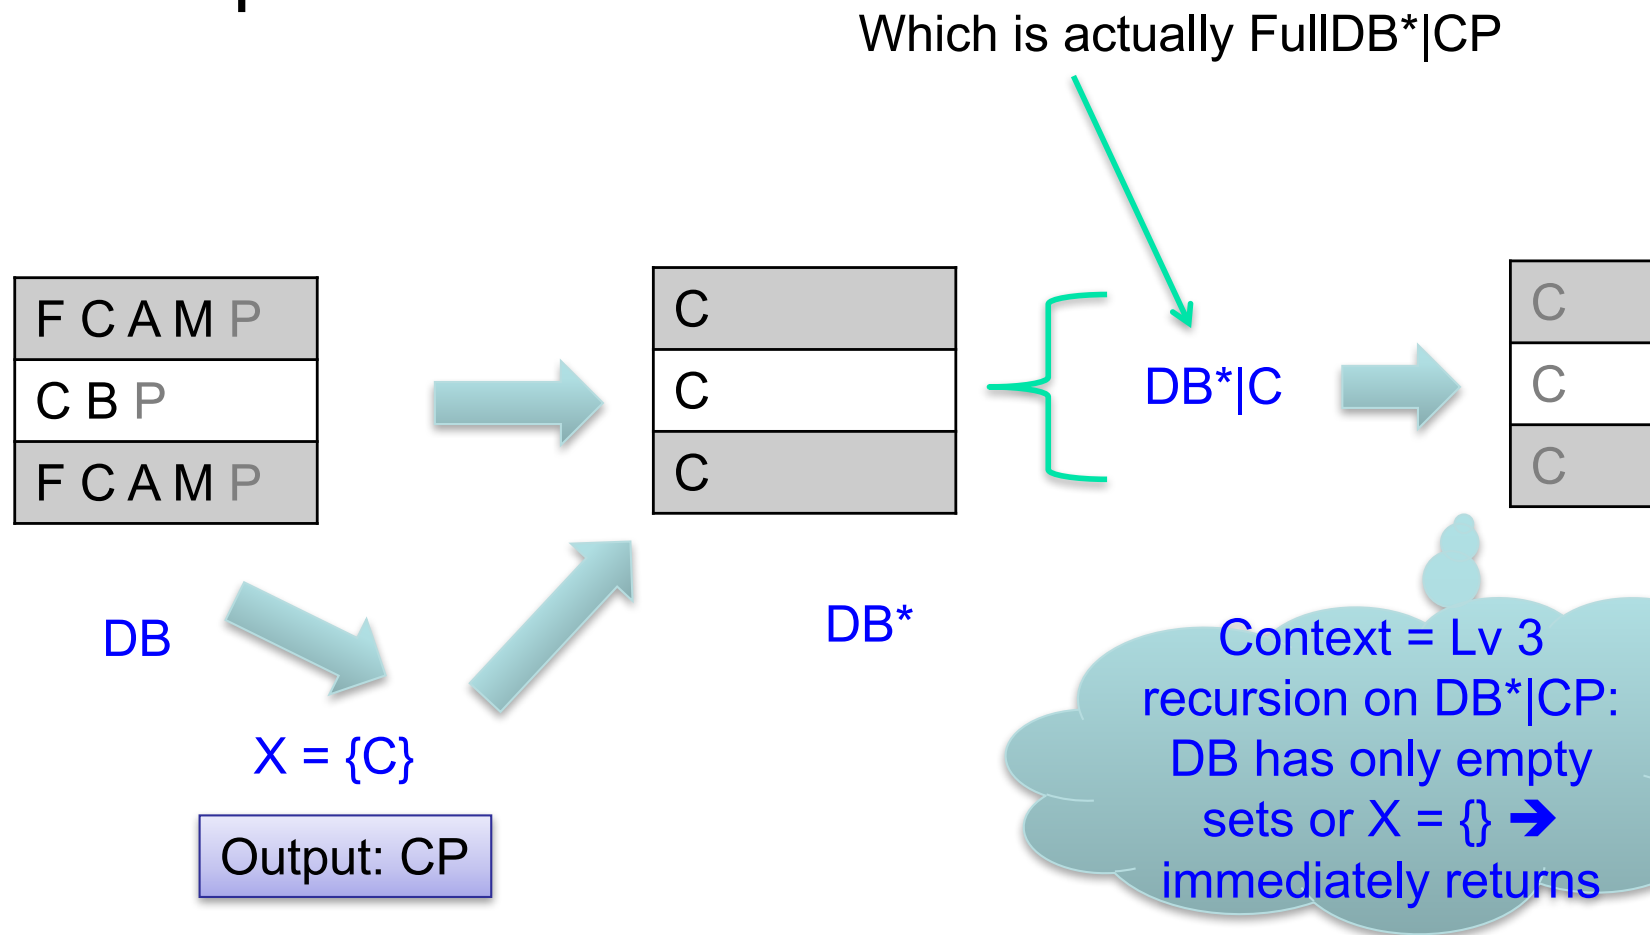 Which is actually FullDB*|CP
F C A M P
C B P
F C A M P
DB
X = {C}
Output: CP
C
C
C
DB*
DB*|C
C
C
C
Context = Lv 3
recursion on DB*|CP:
DB has only empty
sets or X = {} ➔
immediately returns